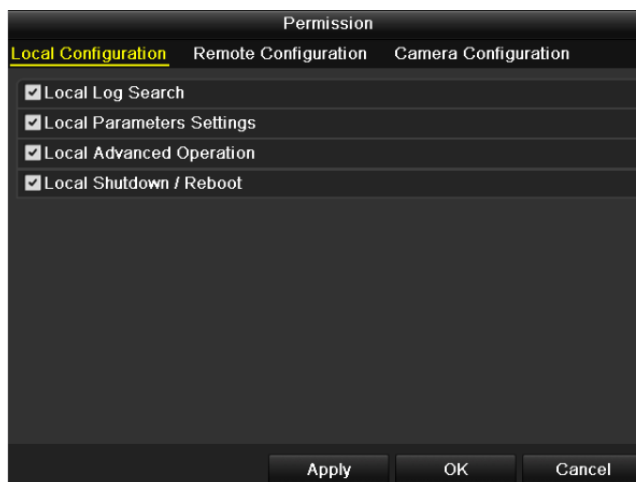 Permission
Local Configuration Remote Configuration Camera Configuration
Local Log Search
Local Parameters Settings
Local Advanced Operation
Local Shutdown / Reboot
Apply OK Cancel